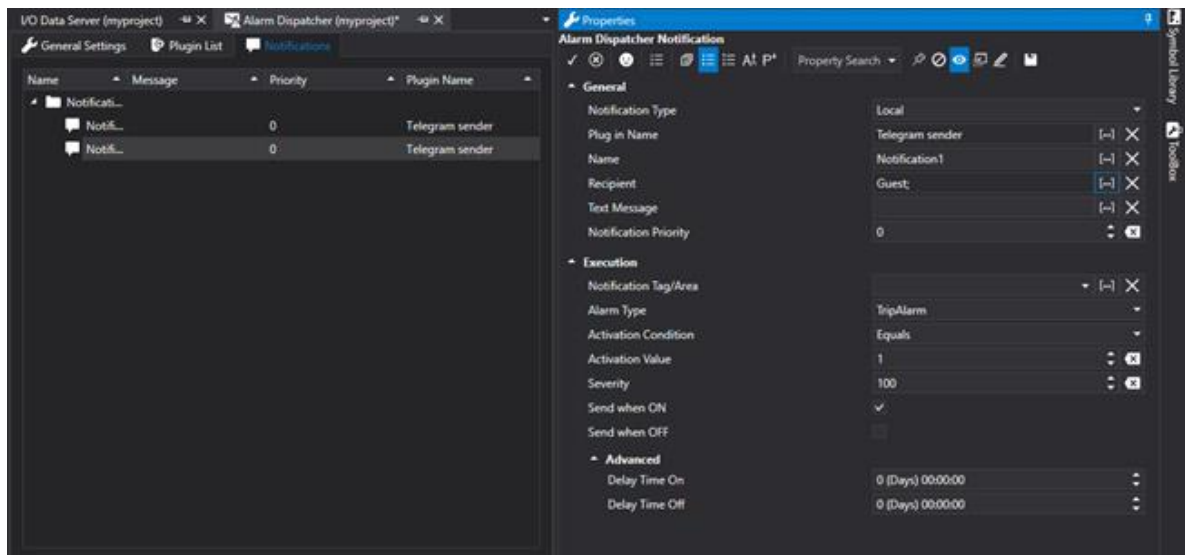 I/O Data Server (myproject)
Alarm Dispatcher (myproject)*
General Settings
Plugin List
Notifications
Name
Message
Priority
Plugin Name
Notificati...
Notifi...
0
Telegram sender
Notifi...
0
Telegram sender
Properties
Alarm Dispatcher Notification
Property Search
General
Notification Type
Local
Plug in Name
Telegram sender
Name
Notification1
Recipient
Guest;
Text Message
Notification Priority
0
Execution
Notification Tag/Area
Alarm Type
TripAlarm
Activation Condition
Equals
Activation Value
1
Severity
100
Send when ON
Send when OFF
Advanced
Delay Time On
0 (Days) 00:00:00
Delay Time Off
0 (Days) 00:00:00
Symbol Library
ToolBox